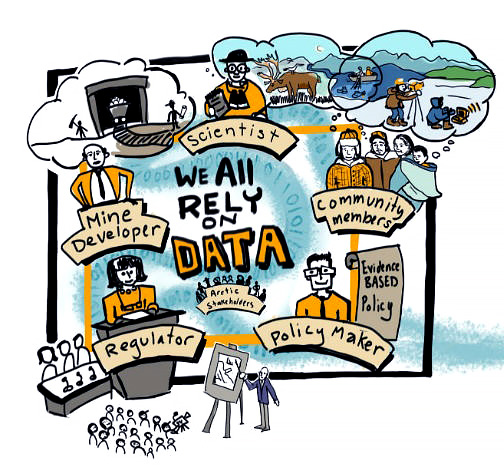 Scientist
WE All
RELY
ON
DATA
Mine
Developer
Community
members
Arctic
Stakeholders
Evidence
BASED
Policy
Regulator
Policy Maker